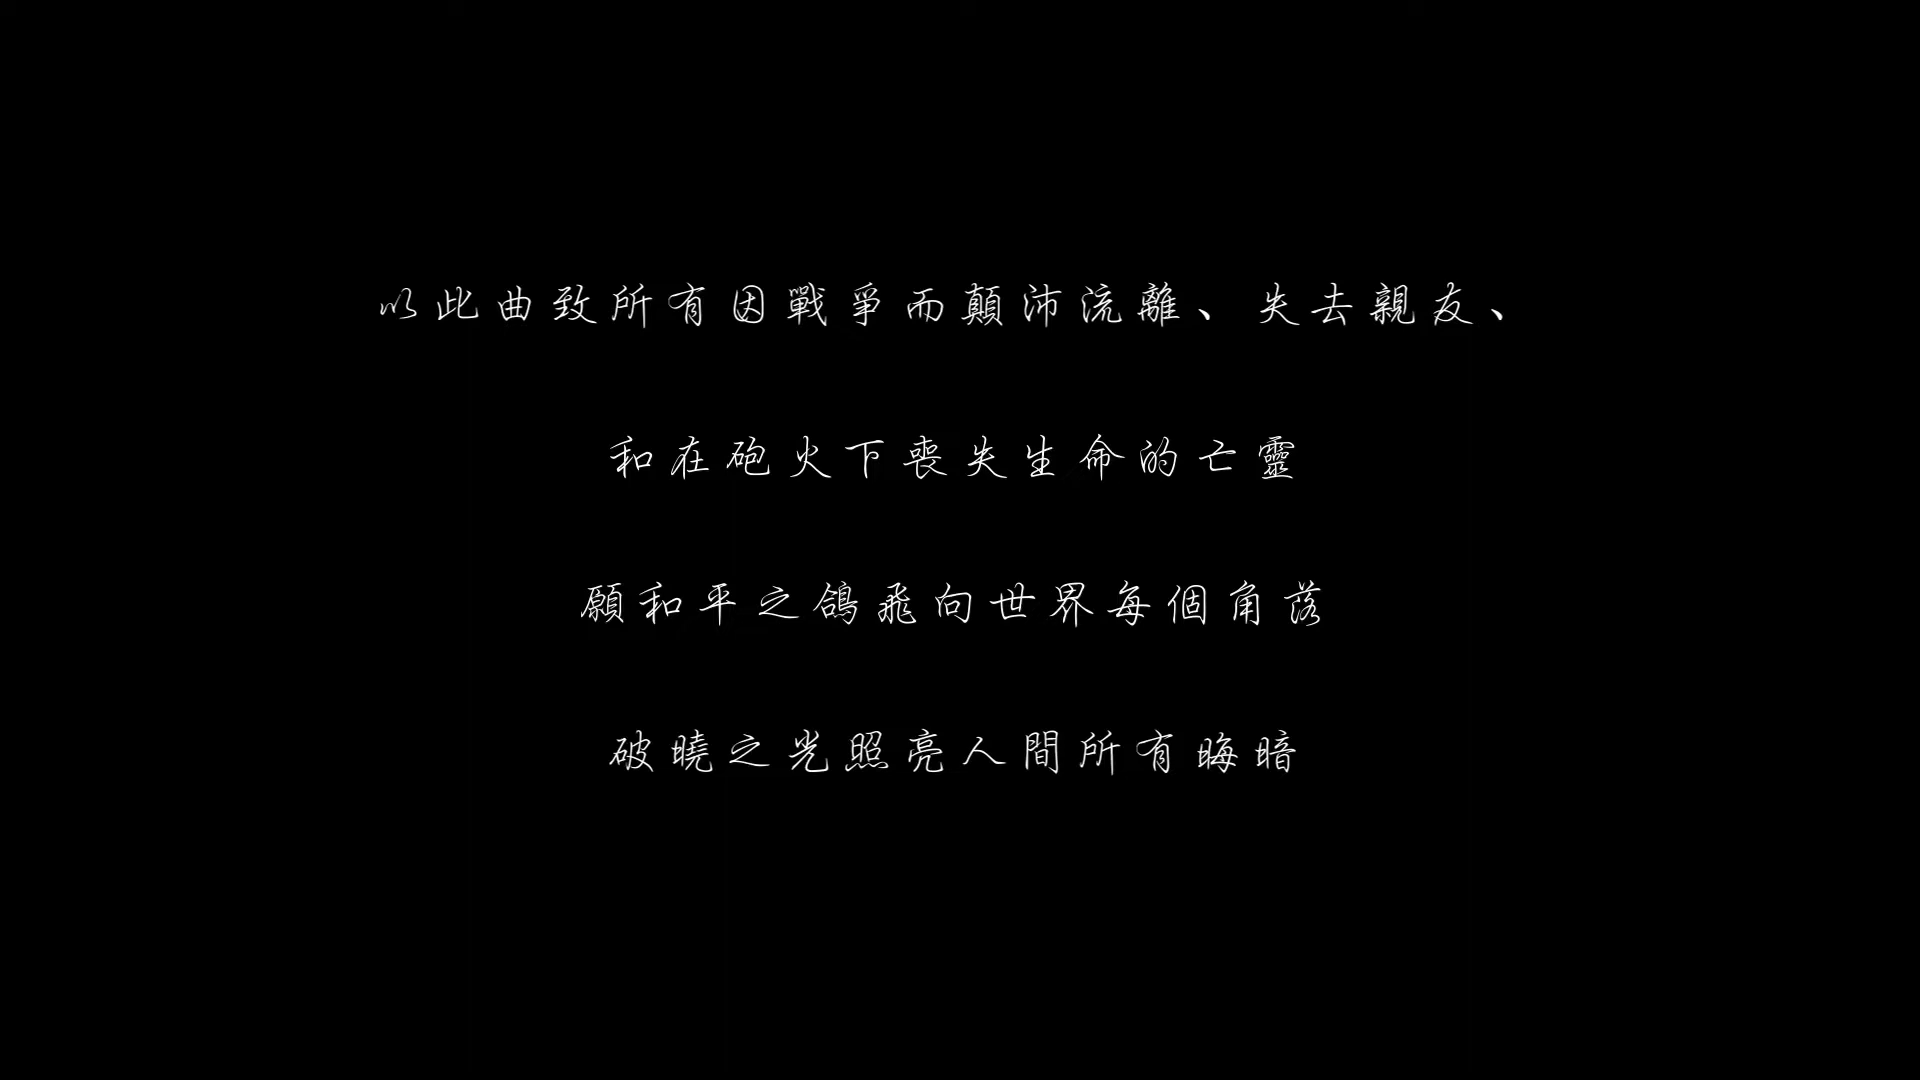 以此曲致所有因戰爭而顛沛流離、失去親友、
和在砲火下喪失生命的亡靈
願和平之鴿飛向世界每個角落
破曉之光照亮人間所有晦暗